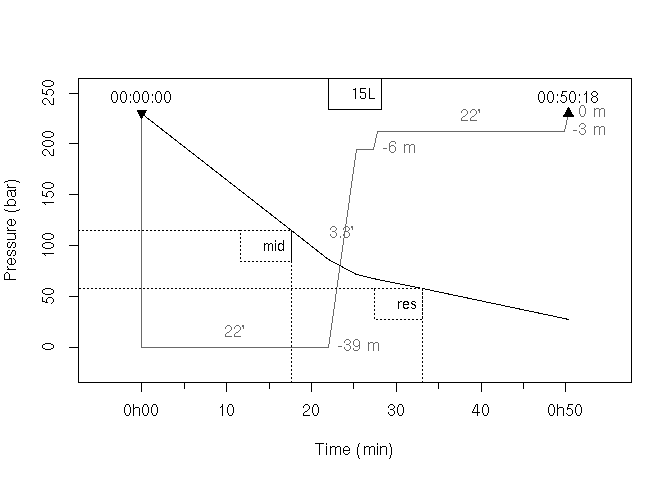 15L
00:00:00
00:50:18
22'
0 m
-3 m
-6 m
3.3'
mid
res
22'
-39 m
Pressure (bar)
250
200
150
100
50
0
0h00
10
20
30
40
0h50
Time (min)